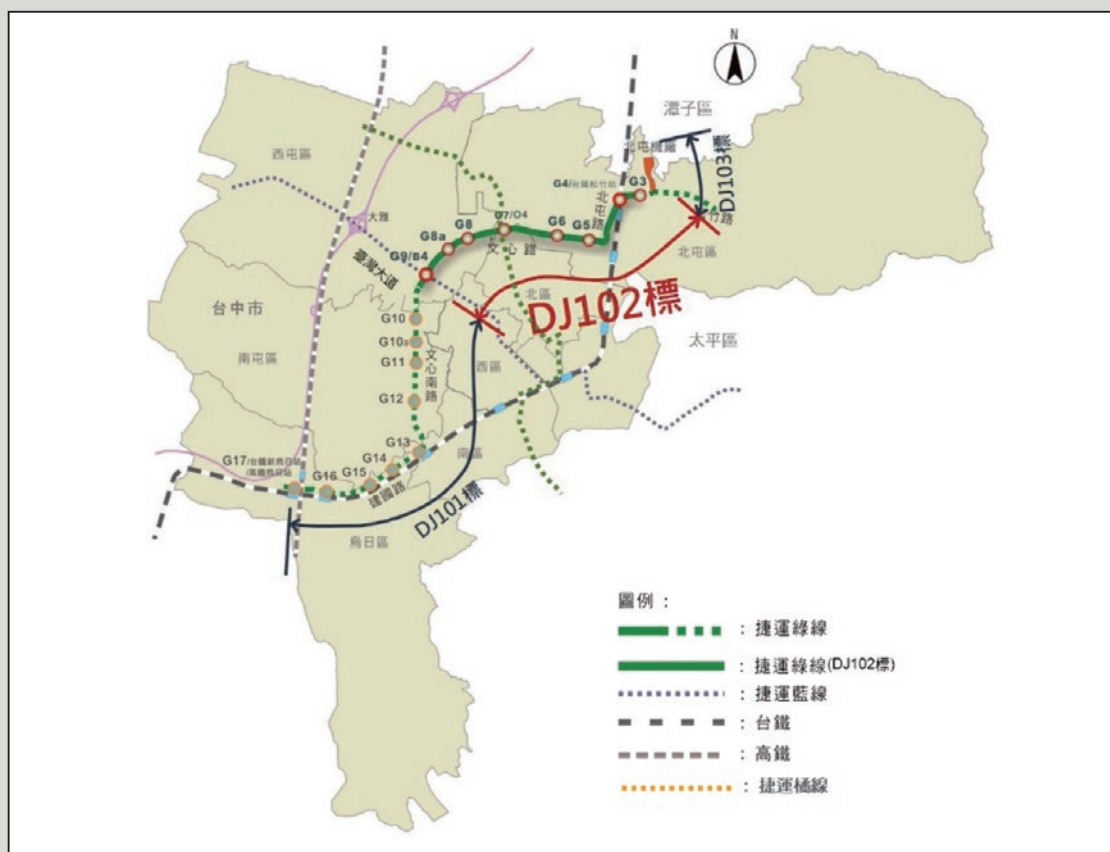 N
潭子區
西屯區
北屯機廠
DJ103標
G4/台鐵松竹站
G3
北屯路
大雅
G8a
G8
G7/O4
G6
G5
文心路
竹路
北屯區
G9/B4
臺灣大道
北區
DJ102標
台中市
G10
太平區
G10a
文心南路
南屯區
G11
西區
G12
G13
南區
G17/台鐵新烏日站
/高鐵烏日站
G14
G16
G15
建國路
DJ101標
烏日區
圖例：
：捷運綠線
：捷運綠線(DJ102標)
：捷運藍線
：台鐵
：高鐵
：捷運橘線